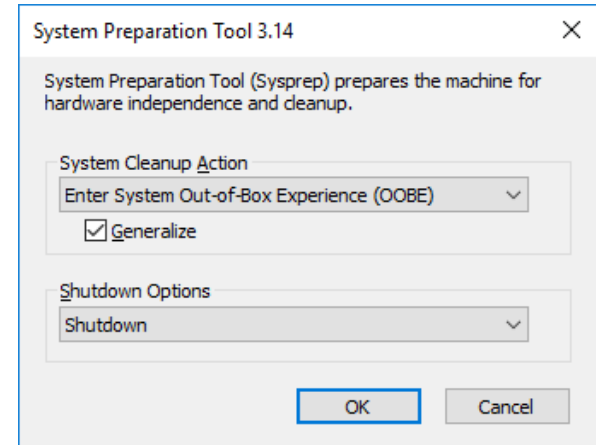 System Preparation Tool 3.14
System Preparation Tool (Sysprep) prepares the machine for
hardware independence and cleanup.
System Cleanup Action
Enter System Out-of-Box Experience (OOBE)
Generalize
Shutdown Options
Shutdown
OK
Cancel